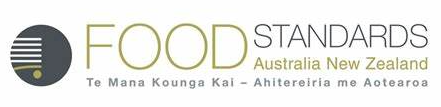 FOOD STANDARDS
Australia New Zealand
Te Mana Kounga Kai – Ahitereiria me Aotearoa